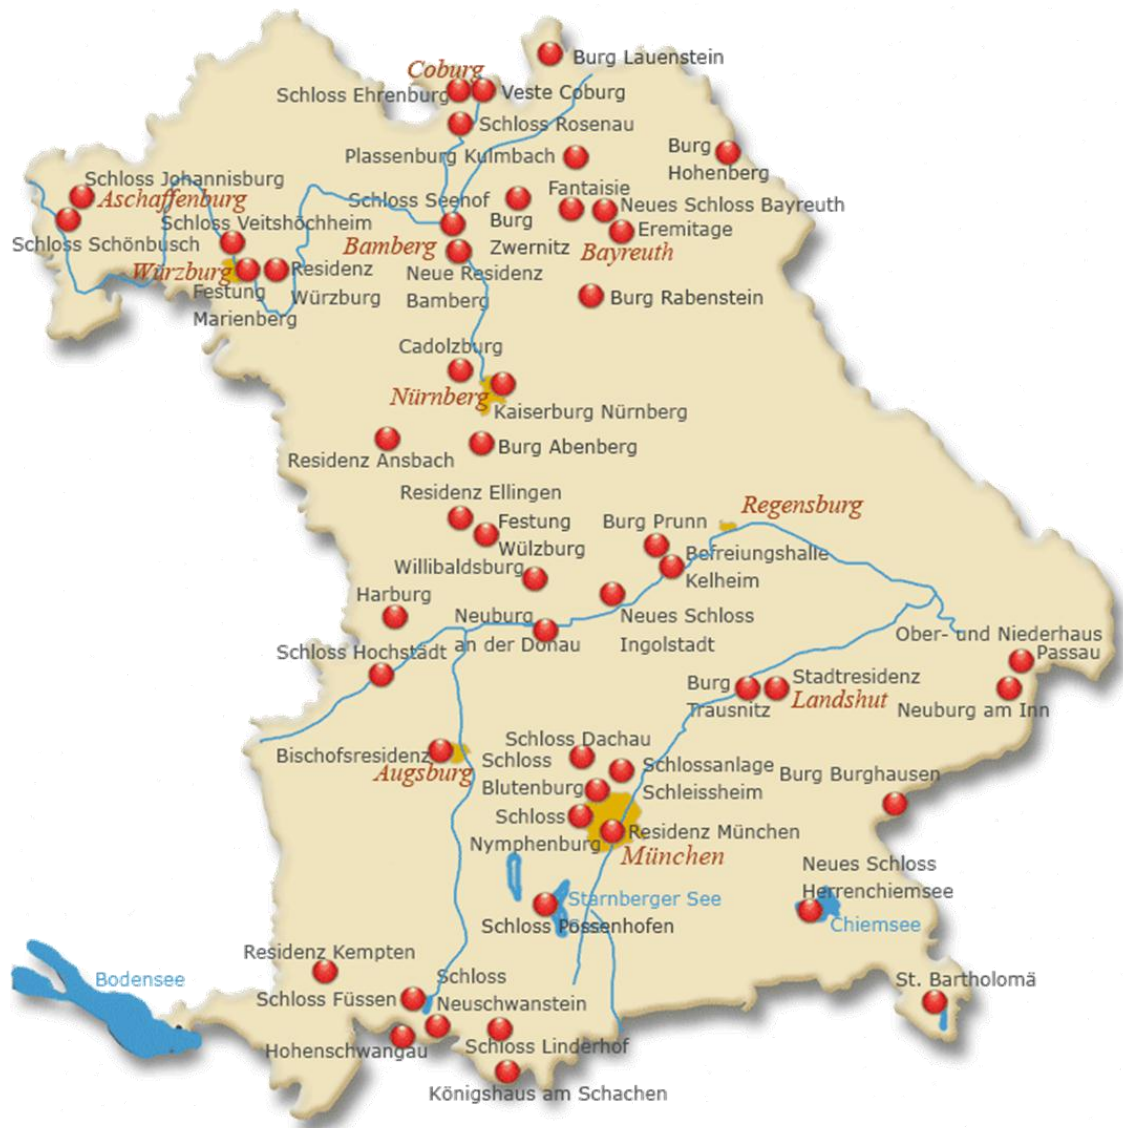 Burg Lauenstein
Coburg
Schloss Ehrenburg
Veste Coburg
Schloss Rosenau
Plassenburg Kulmbach
Burg
Hohenberg
Schloss Johannisburg
Aschaffenburg
Schloss Schönbusch
Schloss Veitshöchheim
Würzburg
Festung
Marienberg
Residenz
Würzburg
Schloss Seehof
Bamberg
Neue Residenz
Bamberg
Burg
Zwernitz
Fantaisie
Neues Schloss Bayreuth
Eremitage
Bayreuth
Burg Rabenstein
Cadolzburg
Nürnberg
Kaiserburg Nürnberg
Residenz Ansbach
Burg Abenberg
Residenz Ellingen
Festung
Wülzburg
Willibaldsburg
Burg Prunn
Regensburg
Befreiungshalle
Kelheim
Harburg
Neuburg
an der Donau
Neues Schloss
Ingolstadt
Schloss Hochstädt
Ober- und Niederhaus
Passau
Neuburg am Inn
Burg
Trausnitz
Stadtresidenz
Landshut
Bischofsresidenz
Augsburg
Schloss Dachau
Schloss
Blutenburg
Schlossanlage
Schleissheim
Burg Burghausen
Schloss
Nymphenburg
Residenz München
München
Neues Schloss
Herrenchiemsee
Chiemsee
Starnberger See
Schloss Possenhofen
Bodensee
Residenz Kempten
Schloss Füssen
Schloss
Neuschwanstein
Hohenschwangau
Schloss Linderhof
Königshaus am Schachen
St. Bartholomä